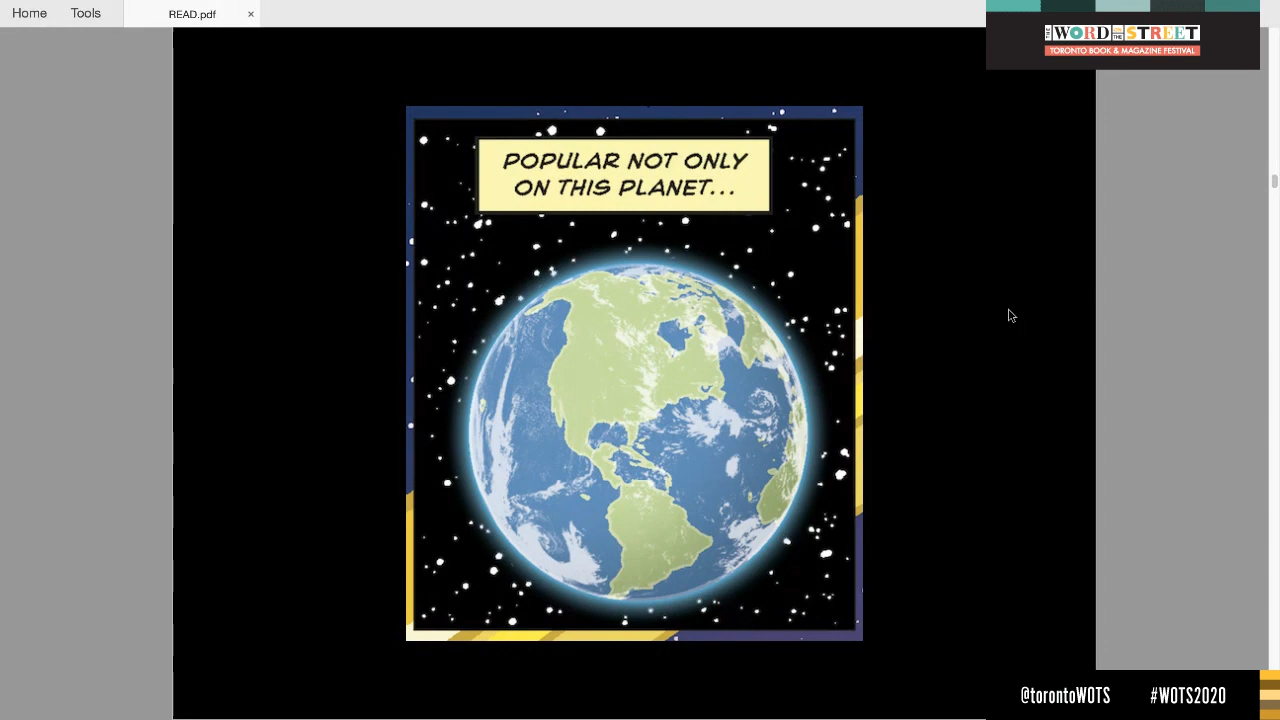 Home Tools READ.pdf ×
THE WORD ON THE STREET
TORONTO BOOK & MAGAZINE FESTIVAL
POPULAR NOT ONLY
ON THIS PLANET...
@torontoWOTS #WOTS2020